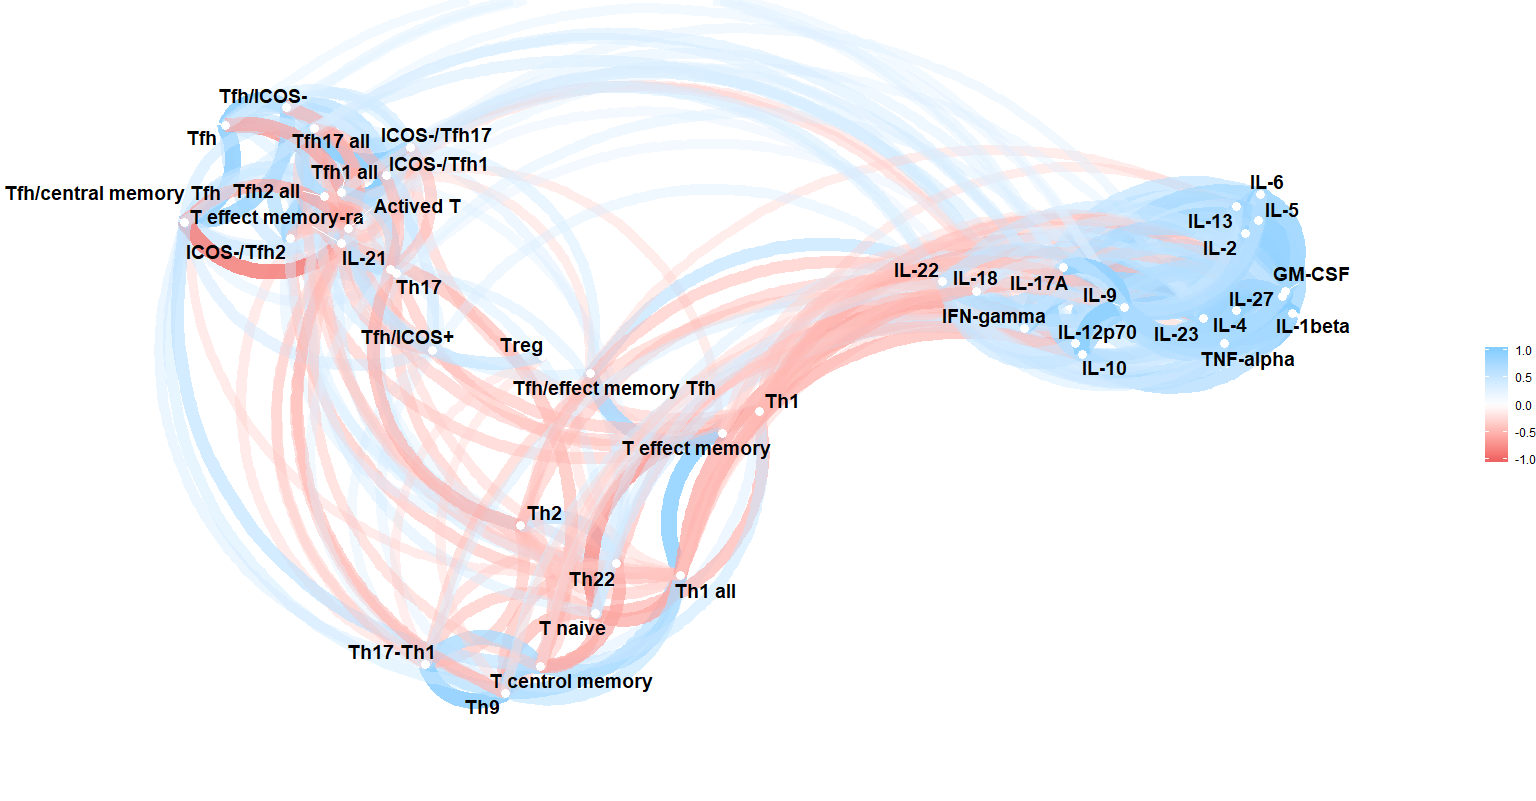 Tfh/ICOS-
Tfh
Tfh17 all
ICOS-/Tfh17
ICOS-/Tfh1
Tfh1 all
Tfh/central memory Tfh
Tfh2 all
T effect memory-ra
Actived T
ICOS-/Tfh2
IL-21
Th17
Tfh/ICOS+
Treg
Tfh/effect memory Tfh
Th1
T effect memory
Th2
Th22
Th1 all
T naive
Th17-Th1
T centrol memory
Th9
IL-6
IL-13
IL-5
IL-2
IL-22
IL-18
IL-17A
IL-9
GM-CSF
IL-27
IFN-gamma
IL-12p70
IL-23
IL-4
IL-1beta
IL-10
TNF-alpha
1.0
0.5
0.0
-0.5
-1.0